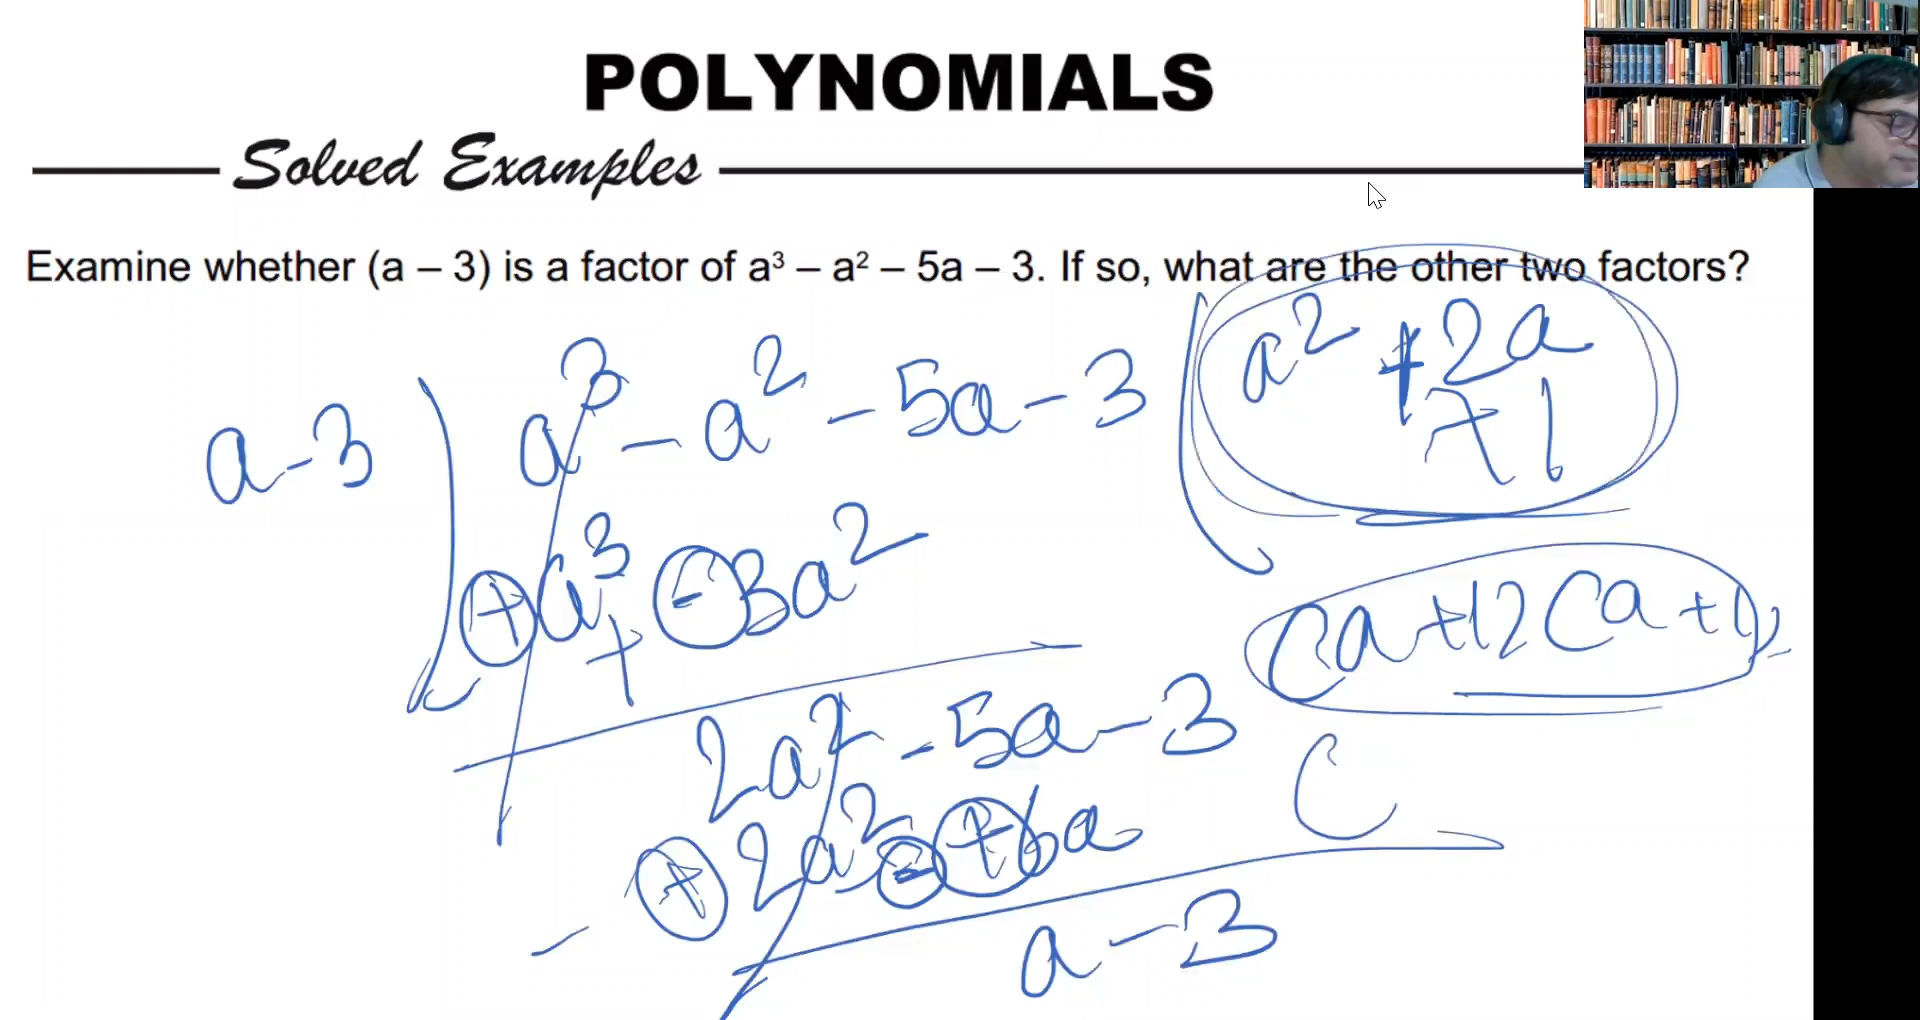 POLYNOMIALS
Solved Examples
Examine whether (a – 3) is a factor of a³ – a² – 5a – 3. If so, what are the other two factors?
a-3 ) a³ - a² - 5a - 3 ( a² + 2a
+ 1
+ a³ - 3a²
+
(a+1) (a+1)
2a² - 5a - 3
+ 2a² - + 6a
-
a - 3